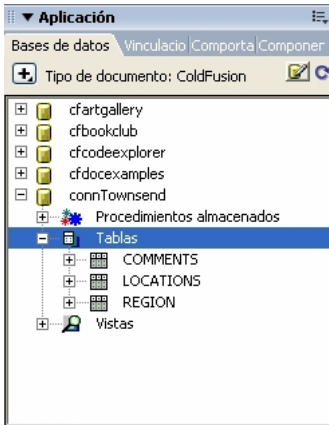 Aplicación
Bases de datos Vinculacio Comporta Componer
Tipo de documento: ColdFusion
cfartgallery
cfbookclub
cfcodeexplorer
cfdocexamples
connTownsend
Procedimientos almacenados
Tablas
COMMENTS
LOCATIONS
REGION
Vistas